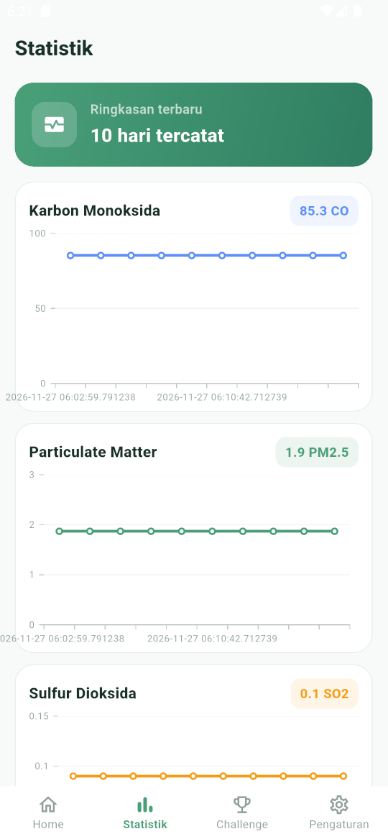 Statistik
Ringkasan terbaru
10 hari tercatat
Karbon Monoksida
85.3 CO
100
50
0
2026-11-27 06:02:59.791238
2026-11-27 06:10:42.712739
Particulate Matter
1.9 PM2.5
3
2
1
0
026-11-27 06:02:59.791238
2026-11-27 06:10:42.712739
Sulfur Dioksida
0.1 SO2
0.15
0.1
Home
Statistik
Challenge
Pengaturan